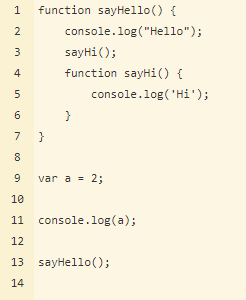 1 function sayHello() {
2     console.log("Hello");
3     sayHi();
4     function sayHi() {
5         console.log('Hi');
6     }
7 }
8
9 var a = 2;
10
11 console.log(a);
12
13 sayHello();
14